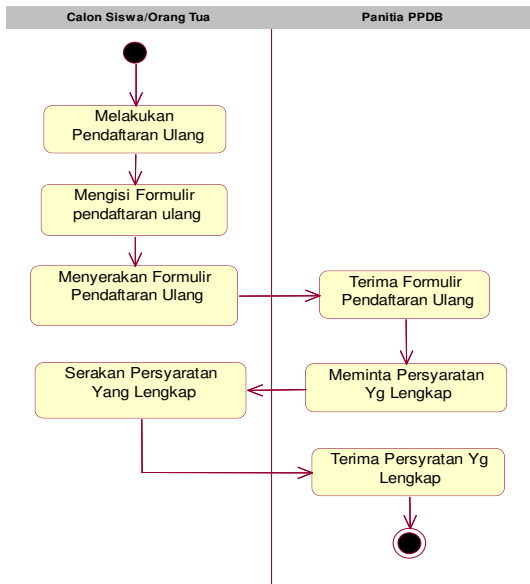 Calon Siswa/Orang Tua
Panitia PPDB
Melakukan
Pendaftaran Ulang
Mengisi Formulir
pendaftaran ulang
Menyerakan Formulir
Pendaftaran Ulang
Terima Formulir
Pendaftaran Ulang
Meminta Persyaratan
Yg Lengkap
Serakan Persyaratan
Yang Lengkap
Terima Persyratan Yg
Lengkap